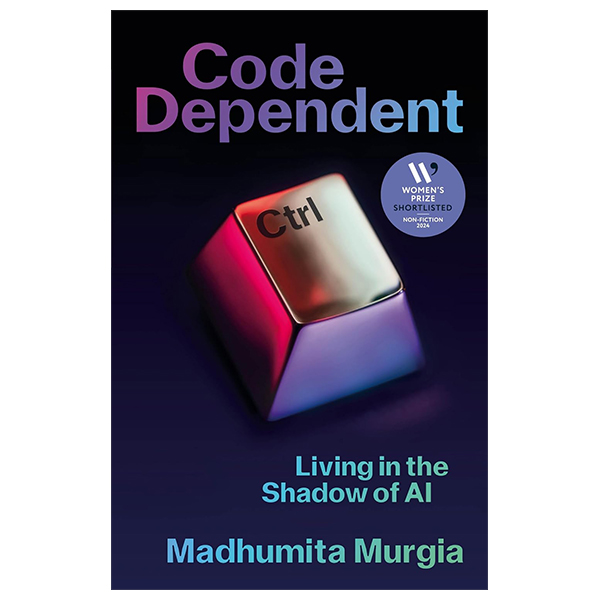 Code
Dependent
Ctrl
WOMEN'S
PRIZE
SHORTLISTED
NON-FICTION
2024
Living in the
Shadow of AI
Madhumita Murgia